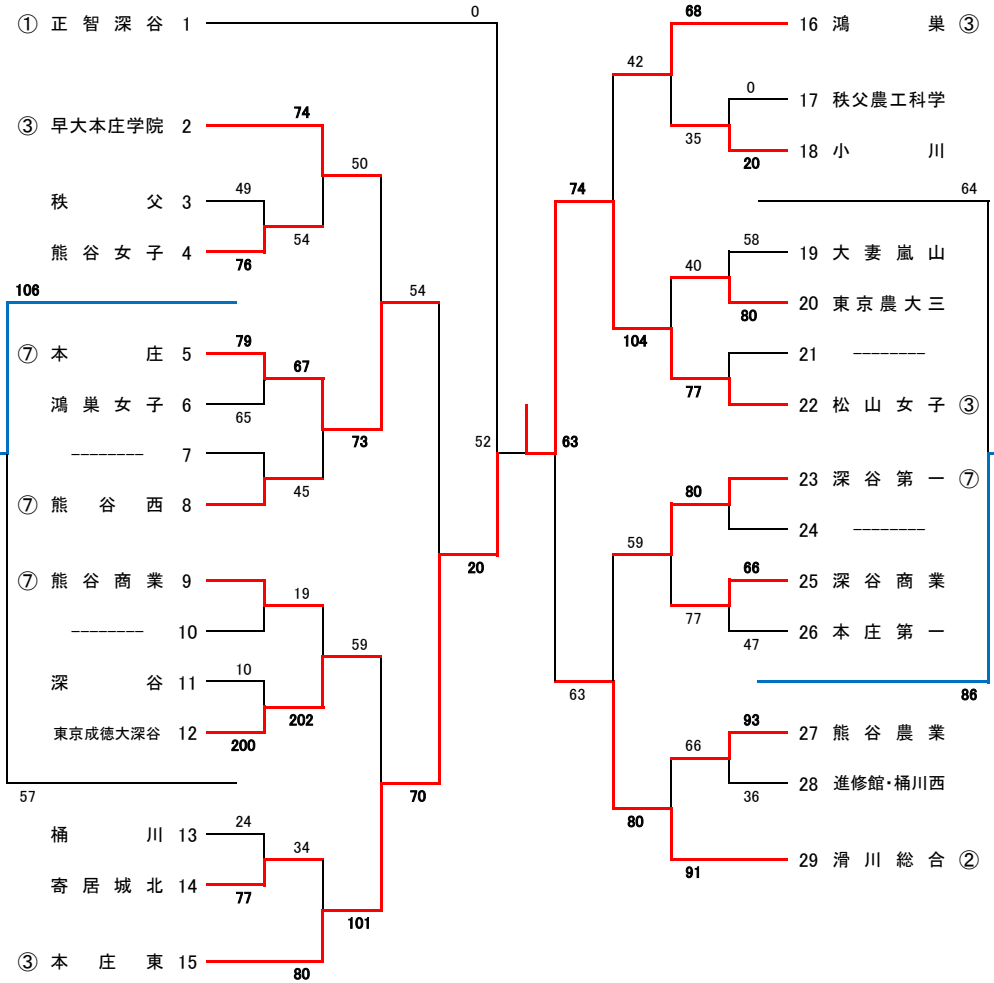 ① 正智深谷 1
0
③ 早大本庄学院 2
74
50
秩父 3
49
54
熊谷女子 4
76
106
54
⑦ 本庄 5
79
67
鴻巣女子 6
65
73
-------- 7
45
⑦ 熊谷西 8
52
20
⑦ 熊谷商業 9
19
-------- 10
59
深谷 11
10
202
東京成徳大深谷 12
200
57
70
桶川 13
24
34
寄居城北 14
77
101
③ 本庄東 15
80
68
16 鴻巣 ③
42
0
17 秩父農工科学
35
18 小川
20
74
64
58
19 大妻嵐山
40
20 東京農大三
80
104
21 --------
77
22 松山女子 ③
63
80
23 深谷第一 ⑦
59
24 --------
66
25 深谷商業
77
26 本庄第一
47
63
86
93
27 熊谷農業
66
28 進修館・桶川西
36
80
29 滑川総合 ②
91